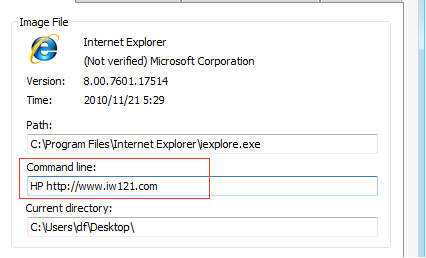 Image File
Internet Explorer
(Not verified) Microsoft Corporation
Version: 8.00.7601.17514
Time: 2010/11/21 5:29
Path:
C:\Program Files\Internet Explorer\iexplore.exe
Command line:
HP http://www.iw121.com
Current directory:
C:\Users\df\Desktop\